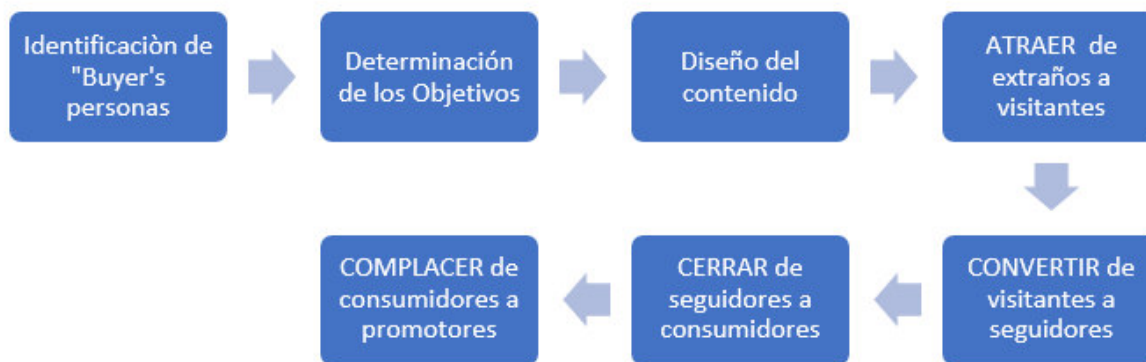 Identificaciòn de
"Buyer's
personas
Determinación
de los Objetivos
Diseño del
contenido
ATRAER de
extraños a
visitantes
CONVERTIR de
visitantes a
seguidores
CERRAR de
seguidores a
consumidores
COMPLACER de
consumidores a
promotores